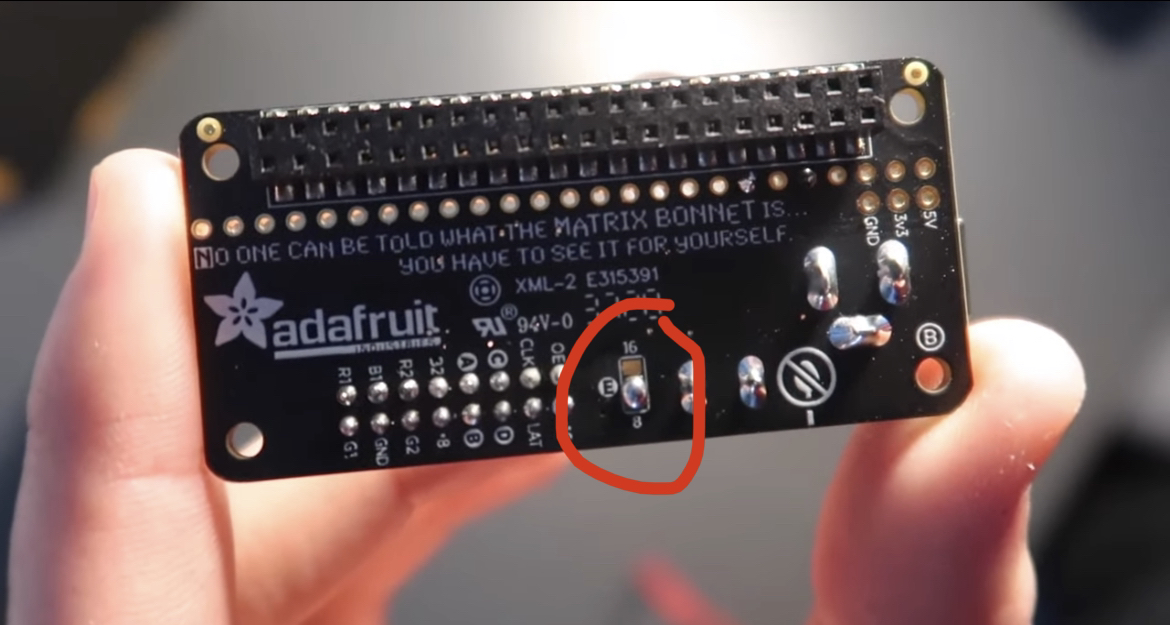 GND 3v3 5V
NO ONE CAN BE TOLD WHAT THE MATRIX BONNET IS...
YOU HAVE TO SEE IT FOR YOURSELF.
XML-2 E315391
94V-0
adafruit
INDUSTRIES
R1 B1 R2 32 A C CLK OE
G1 GND G2 B D LAT
16
E
8
B